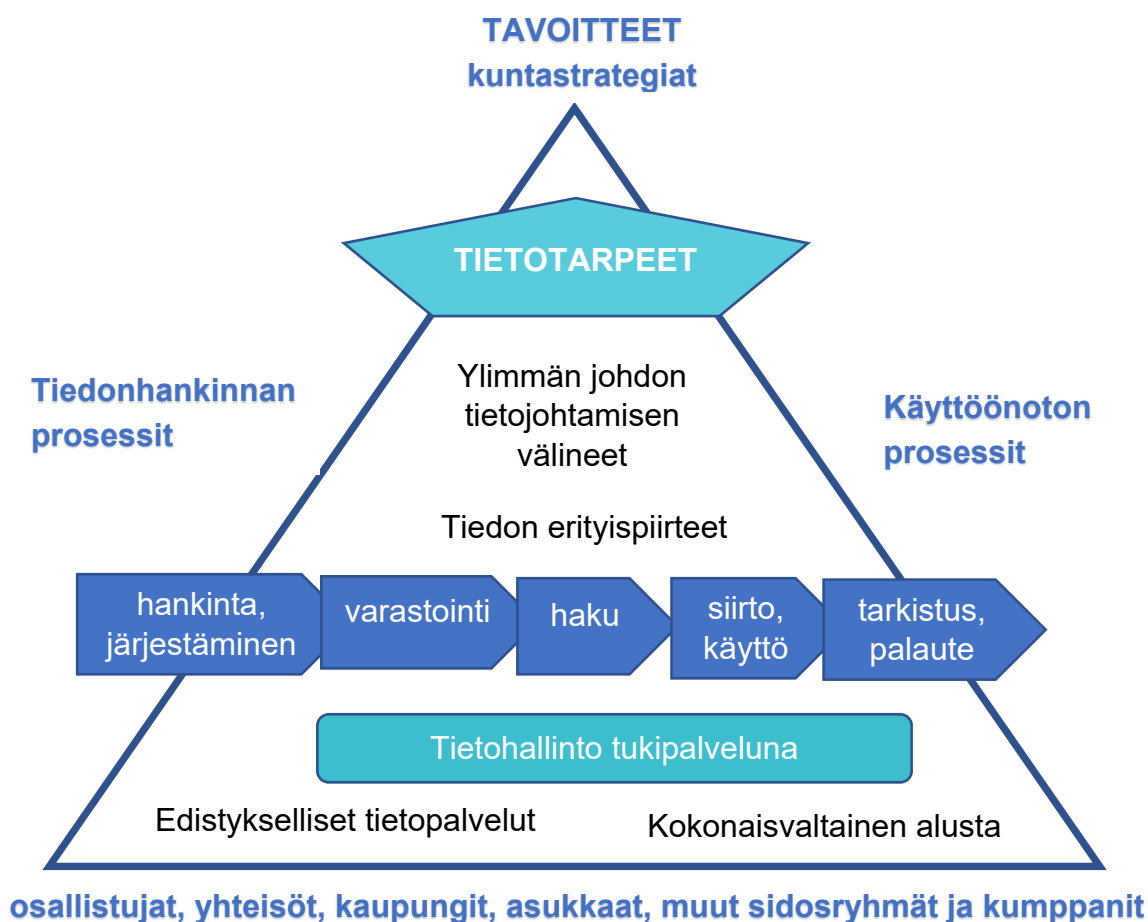 TAVOITTEET
kuntastrategiat
TIETOTARPEET
Tiedonhankinnan
prosessit
Ylimmän johdon
tietojohtamisen
välineet
Käyttöönoton
prosessit
Tiedon erityispiirteet
hankinta,
järjestäminen
varastointi
haku
siirto,
käyttö
tarkistus,
palaute
Tietohallinto tukipalveluna
Edistykselliset tietopalvelut
Kokonaisvaltainen alusta
osallistujat, yhteisöt, kaupungit, asukkaat, muut sidosryhmät ja kumppanit